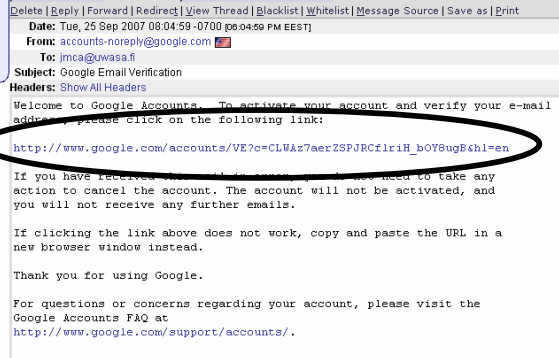 Delete | Reply | Forward | Redirect | View Thread | Blacklist | Whitelist | Message Source | Save as | Print
Date: Tue, 25 Sep 2007 08:04:59 -0700 [06:04:59 PM EEST]
From: accounts-noreply@google.com
To: jmca@uwasa.fi
Subject: Google Email Verification
Headers: Show All Headers
Welcome to Google Accounts. To activate your account and verify your e-mail
address, please click on the following link:
http://www.google.com/accounts/VE?c=CLWAz7aerZSPJRCflriH_bOY8ugB&hl=en
If you have received this need to take any
action to cancel the account. The account will not be activated, and
you will not receive any further emails.
If clicking the link above does not work, copy and paste the URL in a
new browser window instead.
Thank you for using Google.
For questions or concerns regarding your account, please visit the
Google Accounts FAQ at
http://www.google.com/support/accounts/.